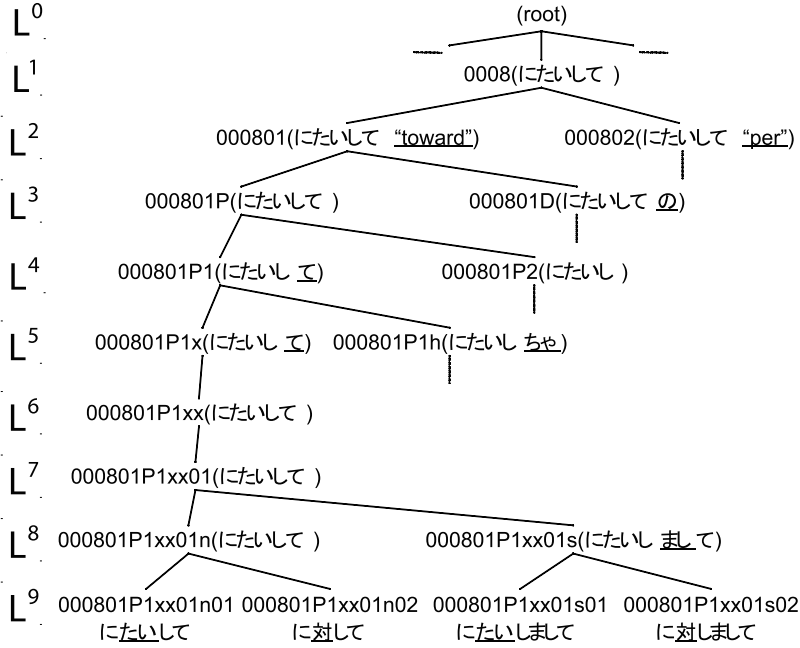 L0 (root)
L1 0008(にたいして )
L2 000801(にたいして “toward”) 000802(にたいして “per”)
L3 000801P(にたいして ) 000801D(にたいして の)
L4 000801P1(にたいし て) 000801P2(にたいし )
L5 000801P1x(にたいし て) 000801P1h(にたいし ちゃ)
L6 000801P1xx(にたいして )
L7 000801P1xx01(にたいして )
L8 000801P1xx01n(にたいして ) 000801P1xx01s(にたいし まして)
L9 000801P1xx01n01 000801P1xx01n02 000801P1xx01s01 000801P1xx01s02
にたいして に対して にたいしまして に対しまして